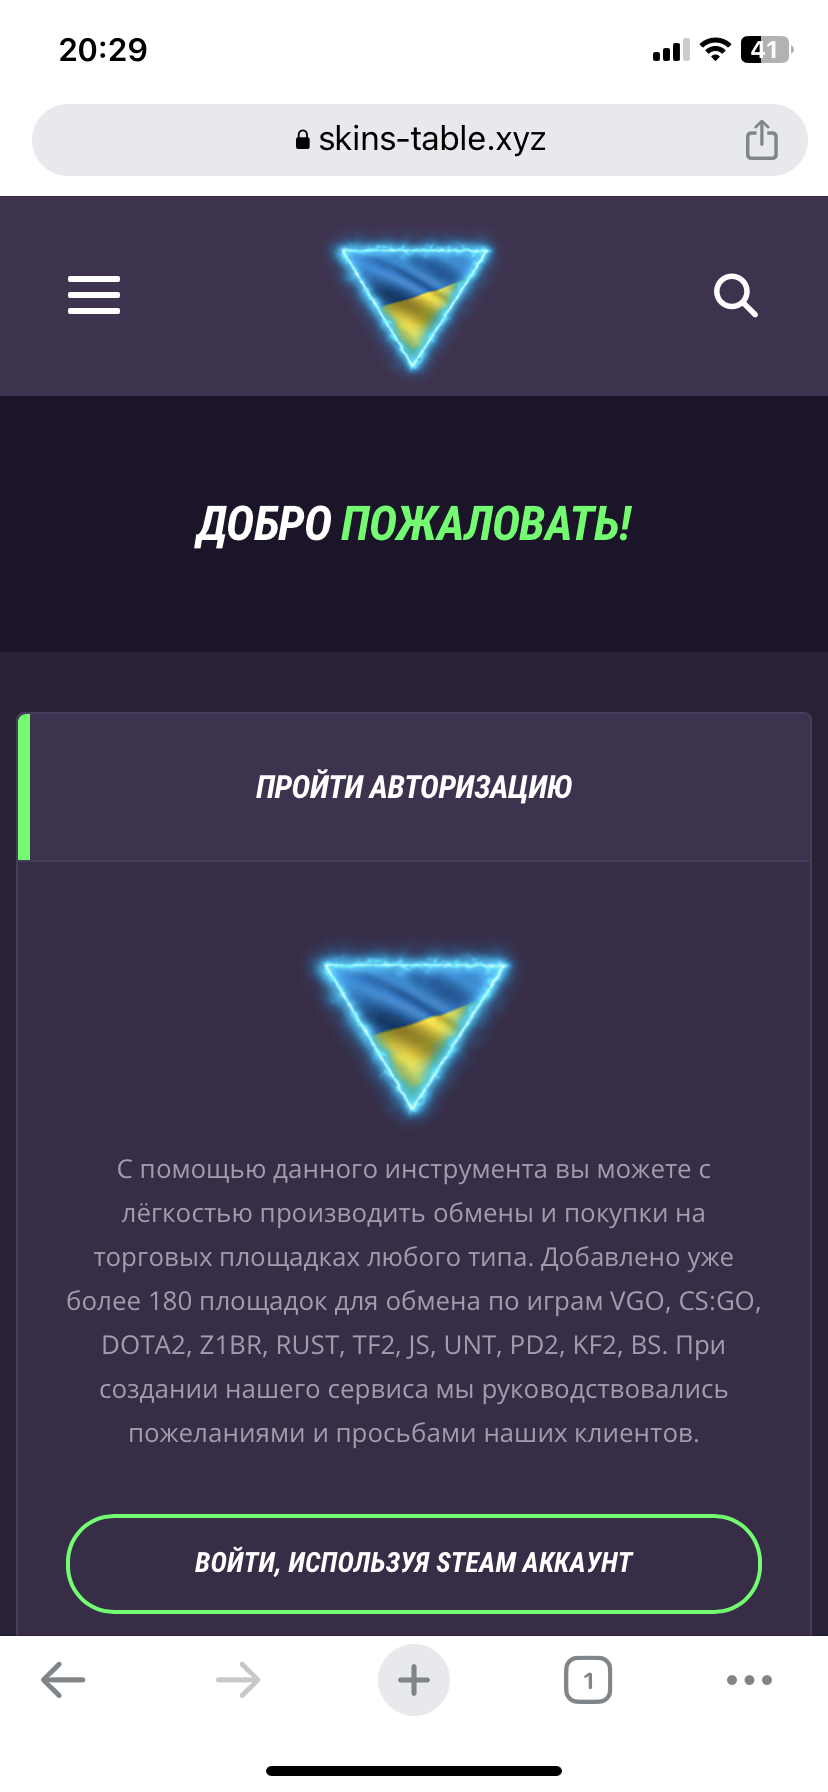 20:29
41
skins-table.xyz
ДОБРО ПОЖАЛОВАТЬ!
ПРОЙТИ АВТОРИЗАЦИЮ
С помощью данного инструмента вы можете с
лёгкостью производить обмены и покупки на
торговых площадках любого типа. Добавлено уже
более 180 площадок для обмена по играм VGO, CS:GO,
DOTA2, Z1BR, RUST, TF2, JS, UNT, PD2, KF2, BS. При
создании нашего сервиса мы руководствовались
пожеланиями и просьбами наших клиентов.
ВОЙТИ, ИСПОЛЬЗУЯ STEAM АККАУНТ
1